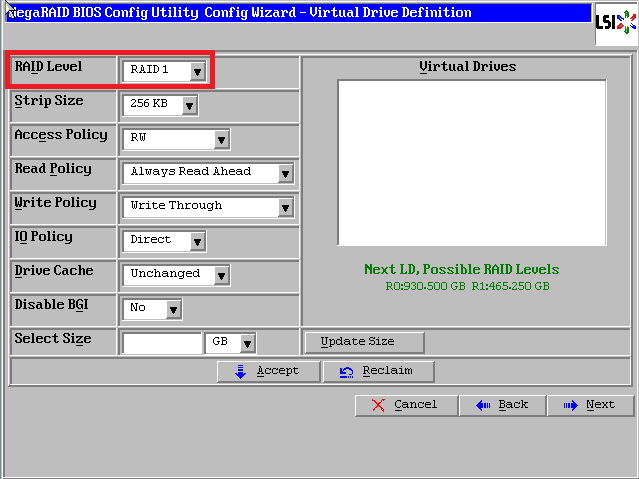 MegaRAID BIOS Config Utility Config Wizard - Virtual Drive Definition
LSI
RAID Level RAID 1
Virtual Drives
Strip Size 256 KB
Access Policy RW
Read Policy Always Read Ahead
Write Policy Write Through
IO Policy Direct
Drive Cache Unchanged
Next LD, Possible RAID Levels
R0:930.500 GB R1:465.250 GB
Disable BGI No
Select Size GB Update Size
Accept Reclaim
Cancel Back Next